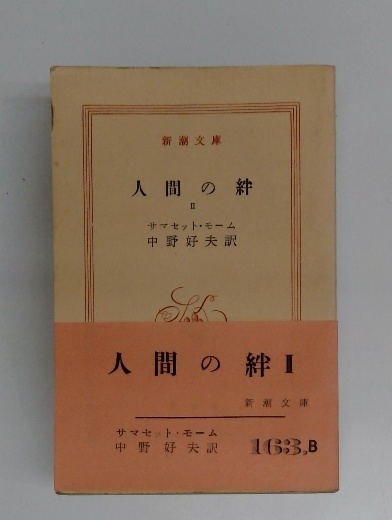 新潮文庫
人間の絆
II
サマセット・モーム
中野好夫訳
人間の絆 II
新潮文庫
サマセット・モーム
中野好夫訳
163.B